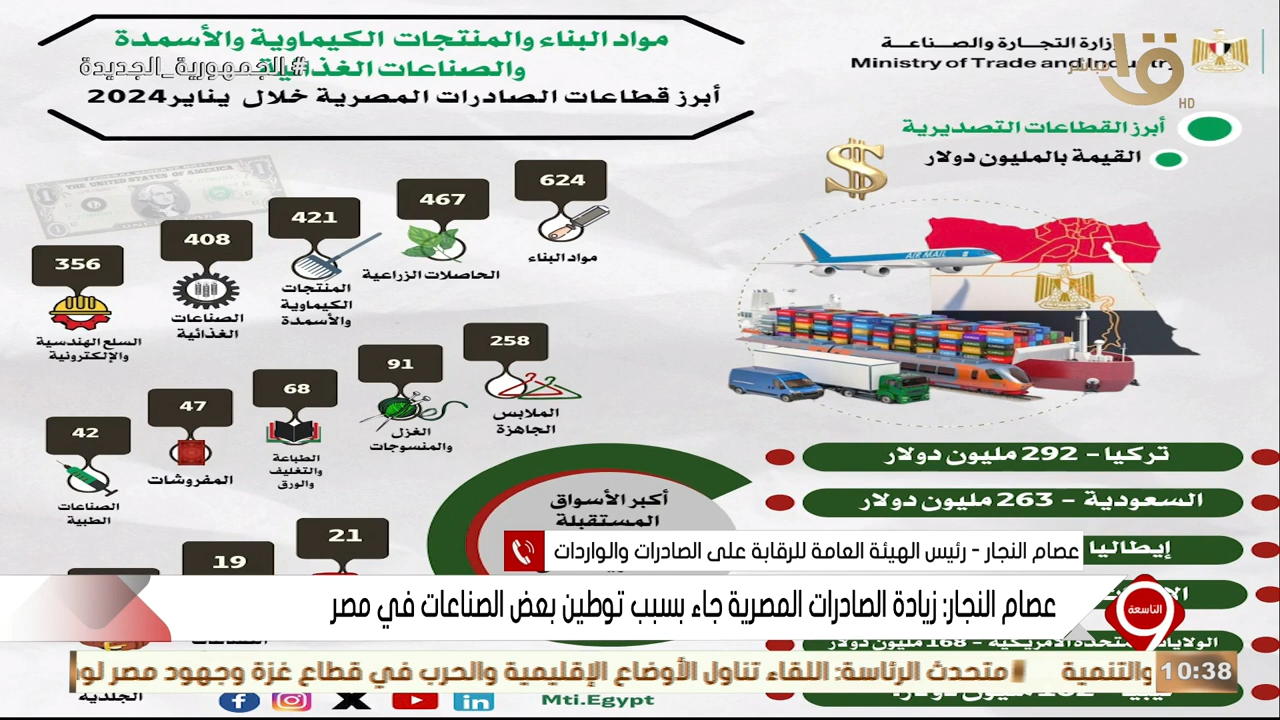 مواد البناء والمنتجات الكيماوية والأسمدة
والصناعات الغذائية
#الجمهورية_الجديدة
أبرز قطاعات الصادرات المصرية خلال يناير2024
وزارة التجارة والصناعة
Ministry of Trade and Industry
مباشر
HD
أبرز القطاعات التصديرية
القيمة بالمليون دولار
624
مواد البناء
467
الحاصلات الزراعية
421
المنتجات
الكيماوية
والأسمدة
408
الصناعات
الغذائية
356
السلع الهندسية
والإلكترونية
AIR MAIL
258
الملابس
الجاهزة
91
الغزل
والمنسوجات
68
الطباعة
والتغليف
والورق
47
المفروشات
42
الصناعات
الطبية
21
19
أكبر الأسواق
المستقبلة
تركيا - 292 مليون دولار
السعودية - 263 مليون دولار
إيطاليا
168 مليون دولار
عصام النجار - رئيس الهيئة العامة للرقابة على الصادرات والواردات
عصام النجار: زيادة الصادرات المصرية جاء بسبب توطين بعض الصناعات في مصر
التاسعة
والتنمية
متحدث الرئاسة: اللقاء تناول الأوضاع الإقليمية والحرب في قطاع غزة وجهود مصر
10:38
الجلدية
Mti.Egypt